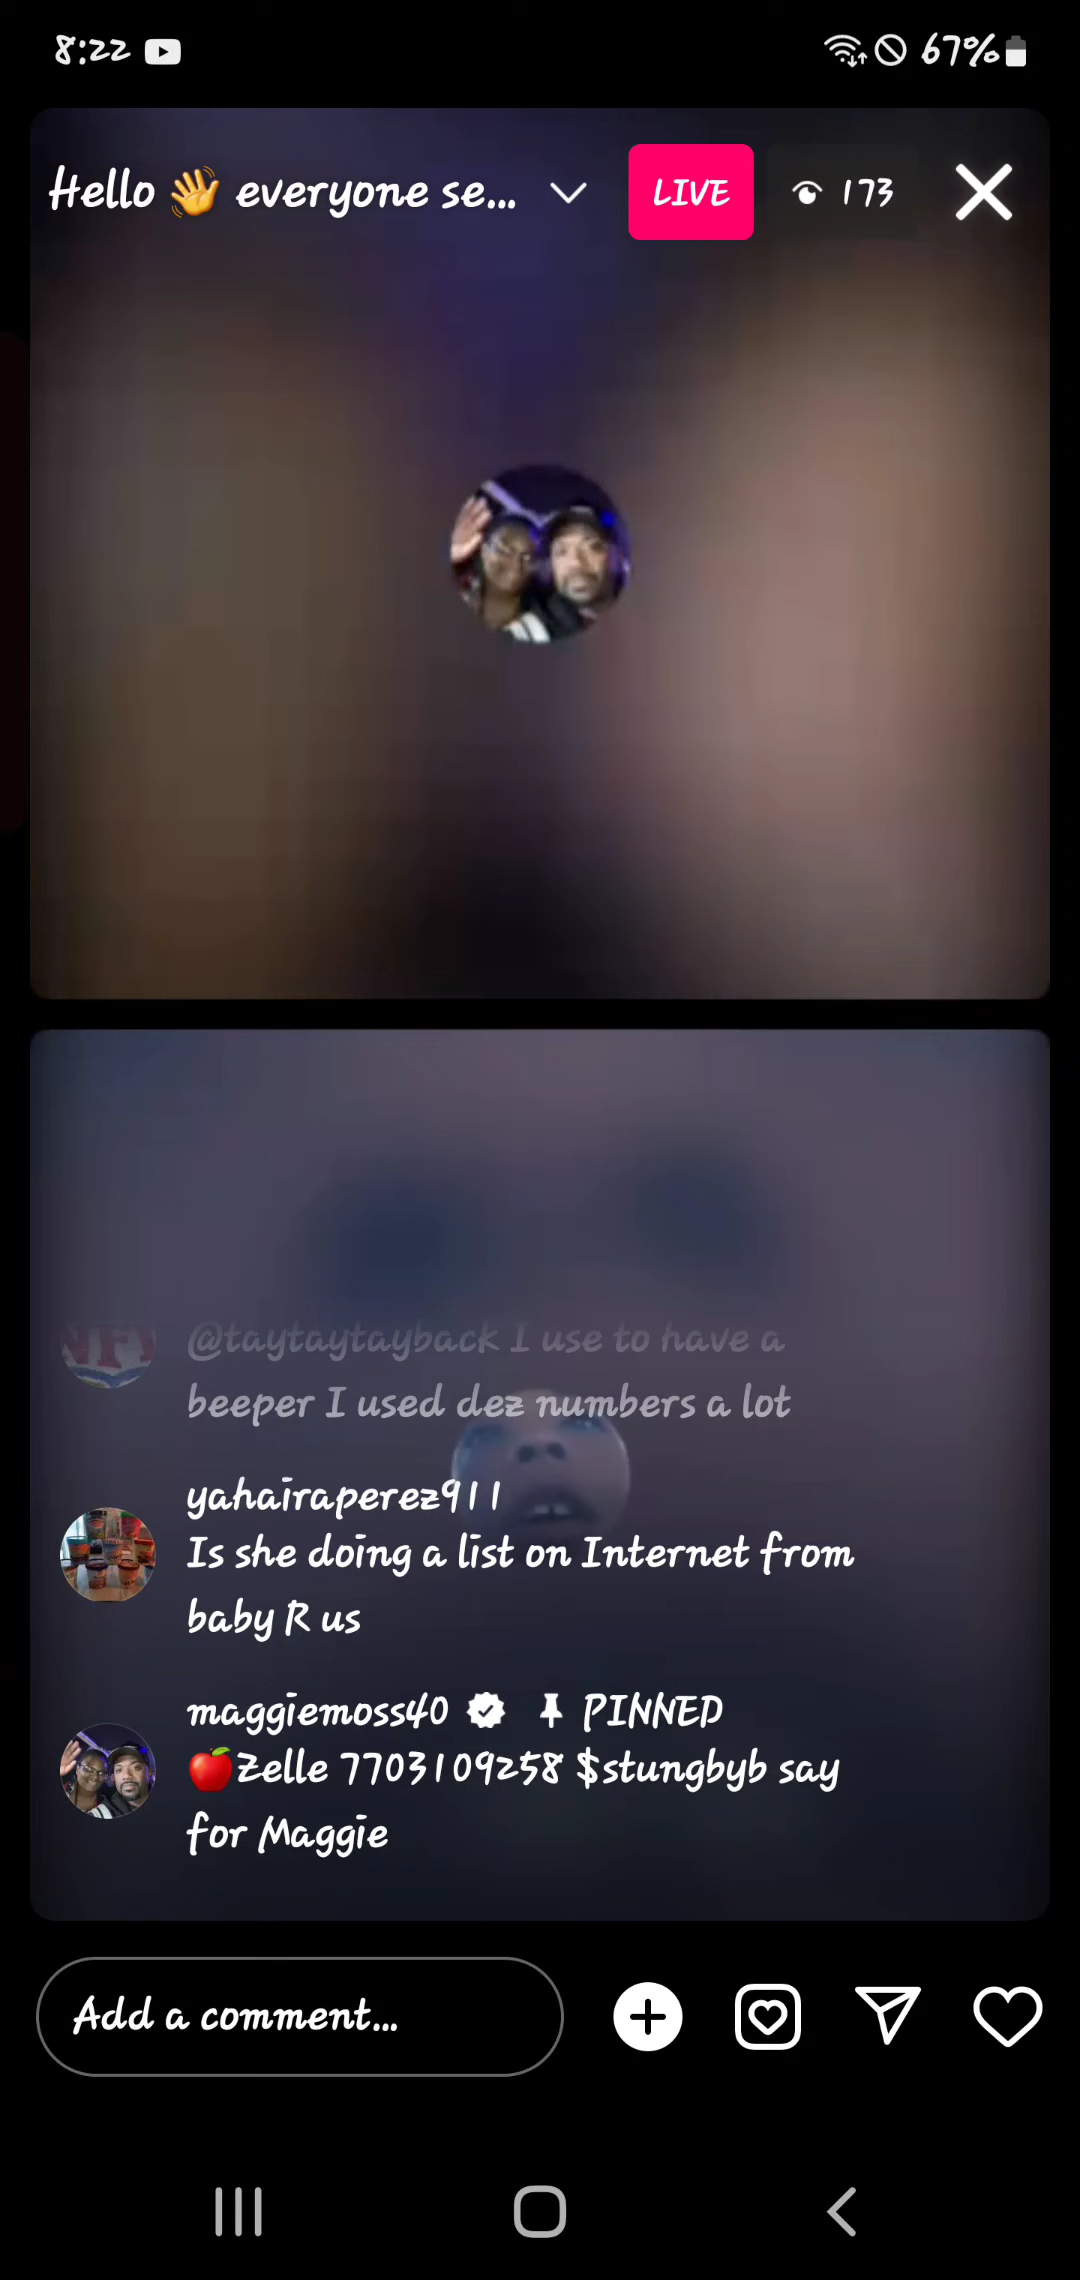 8:22
67%
Hello 👋 everyone se...
LIVE
173
NFL
@taytaytayback I use to have a
beeper I used dez numbers a lot
yahairaperez911
Is she doing a list on Internet from
baby R us
maggiemoss40 PINNED
🍎Zelle 7703109258 $stungbyb say
for Maggie
Add a comment...